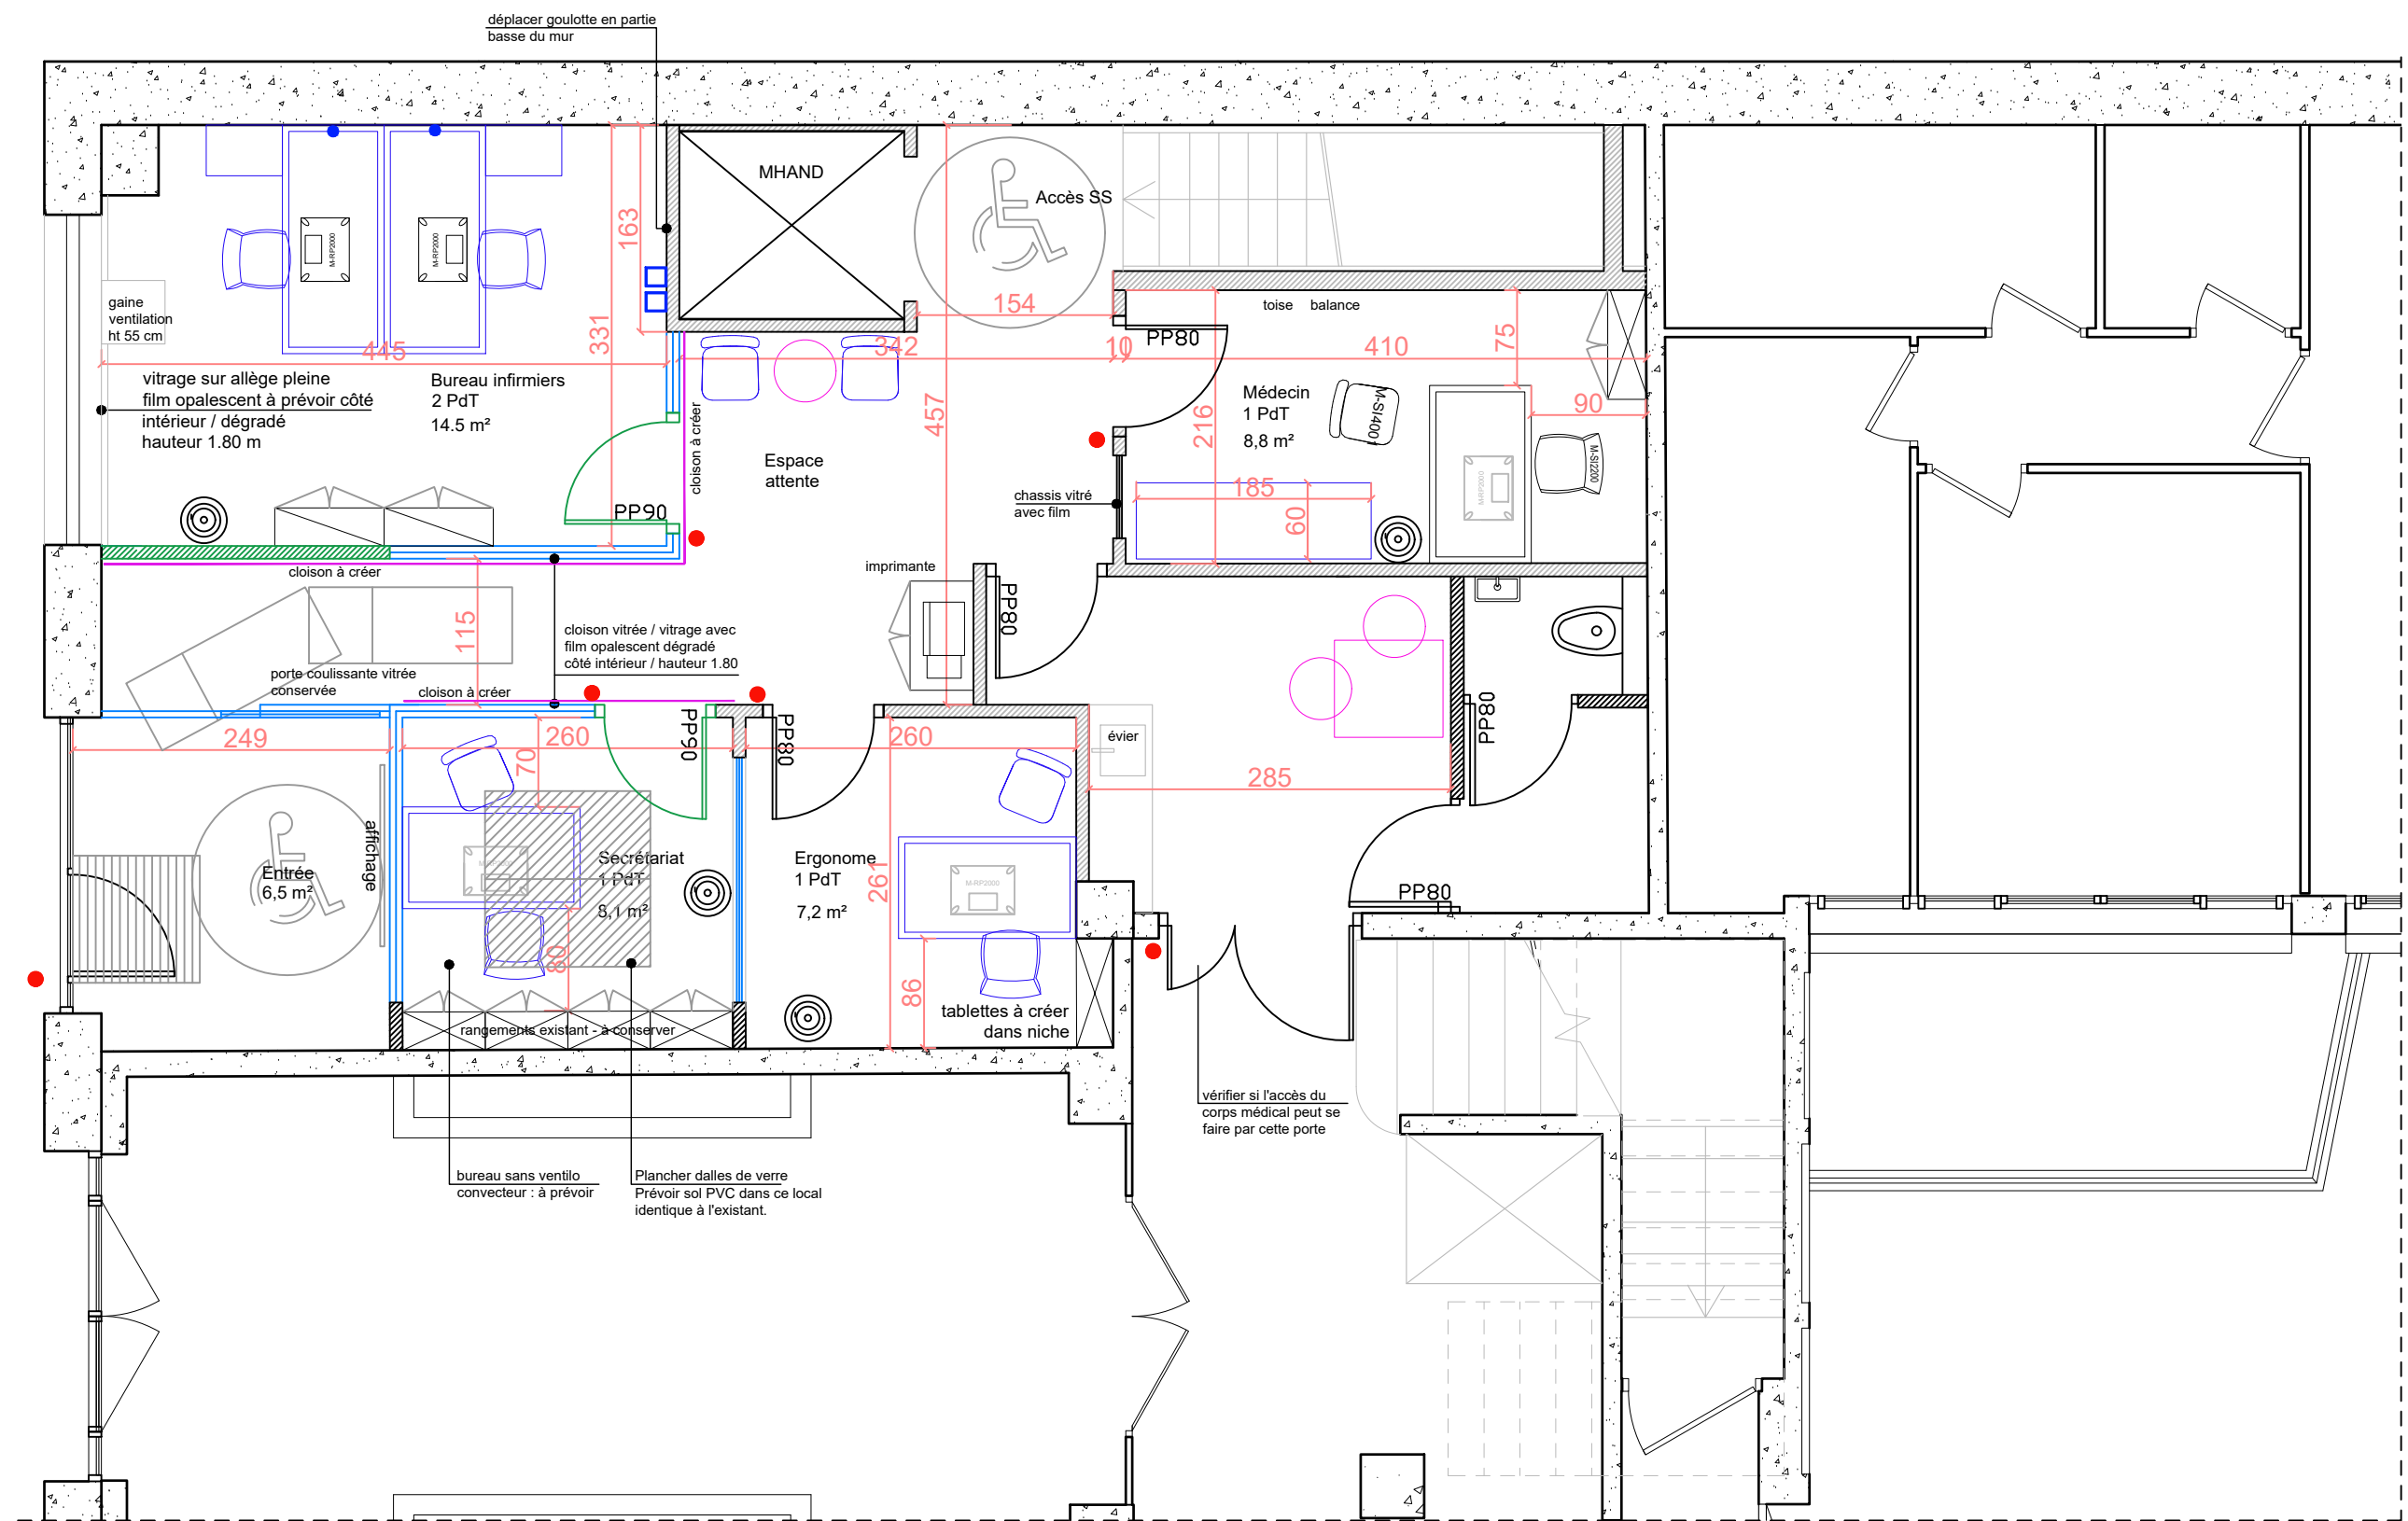 déplacer goulotte en partie
basse du mur
MHAND
Accès SS
163
331
154
gaine
ventilation
ht 55 cm
M-RP2000
M-RP2000
toise balance
PP80
75
445
342
10
410
vitrage sur allège pleine
film opalescent à prévoir côté
intérieur / dégradé
hauteur 1.80 m
Bureau infirmiers
2 PdT
14.5 m²
cloison à créer
457
216
Médecin
1 PdT
8,8 m²
M-SI4001
90
M-SI2200
M-RP2000
Espace
attente
chassis vitré
avec film
185
60
PP90
cloison à créer
imprimante
PP80
115
cloison vitrée / vitrage avec
film opalescent dégradé
côté intérieur / hauteur 1.80
porte coulissante vitrée
conservée
cloison à créer
PP90
PP80
PP80
249
260
70
260
évier
285
affichage
Entrée
6,5 m²
M-RP2000
Secrétariat
1 PdT
8,1 m²
80
Ergonome
1 PdT
7,2 m²
261
M-RP2000
PP80
86
tablettes à créer
dans niche
rangements existant - à conserver
vérifier si l'accès du
corps médical peut se
faire par cette porte
bureau sans ventilo
convecteur : à prévoir
Plancher dalles de verre
Prévoir sol PVC dans ce local
identique à l'existant.